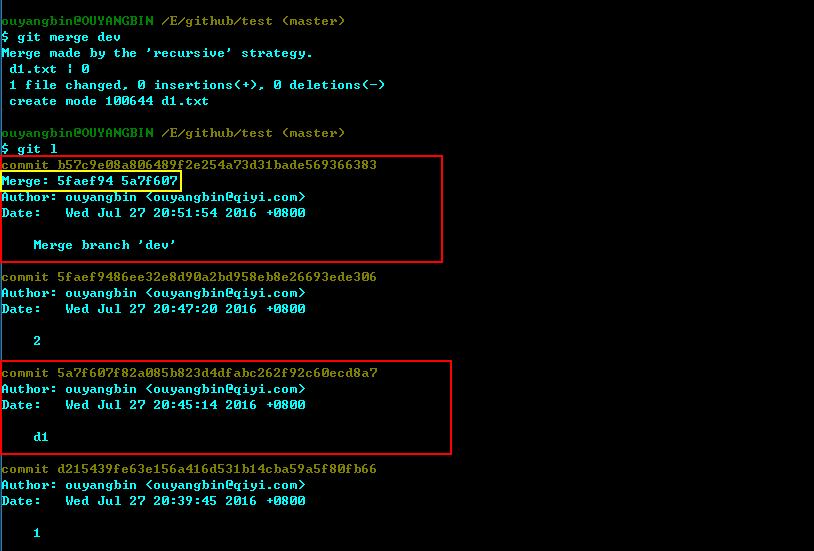 ouyangbin@OUYANGBIN /E/github/test (master)
$ git merge dev
Merge made by the 'recursive' strategy.
 d1.txt | 0
 1 file changed, 0 insertions(+), 0 deletions(-)
 create mode 100644 d1.txt
ouyangbin@OUYANGBIN /E/github/test (master)
$ git l
commit b57c9e08a806489f2e254a73d31bade569366383
Merge: 5faef94 5a7f607
Author: ouyangbin <ouyangbin@qiyi.com>
Date:   Wed Jul 27 20:51:54 2016 +0800
    Merge branch 'dev'
commit 5faef9486ee32e8d90a2bd958eb8e26693ede306
Author: ouyangbin <ouyangbin@qiyi.com>
Date:   Wed Jul 27 20:47:20 2016 +0800
    2
commit 5a7f607f82a085b823d4dfabc262f92c60ecd8a7
Author: ouyangbin <ouyangbin@qiyi.com>
Date:   Wed Jul 27 20:45:14 2016 +0800
    d1
commit d215439fe63e156a416d531b14cba59a5f80fb66
Author: ouyangbin <ouyangbin@qiyi.com>
Date:   Wed Jul 27 20:39:45 2016 +0800
    1